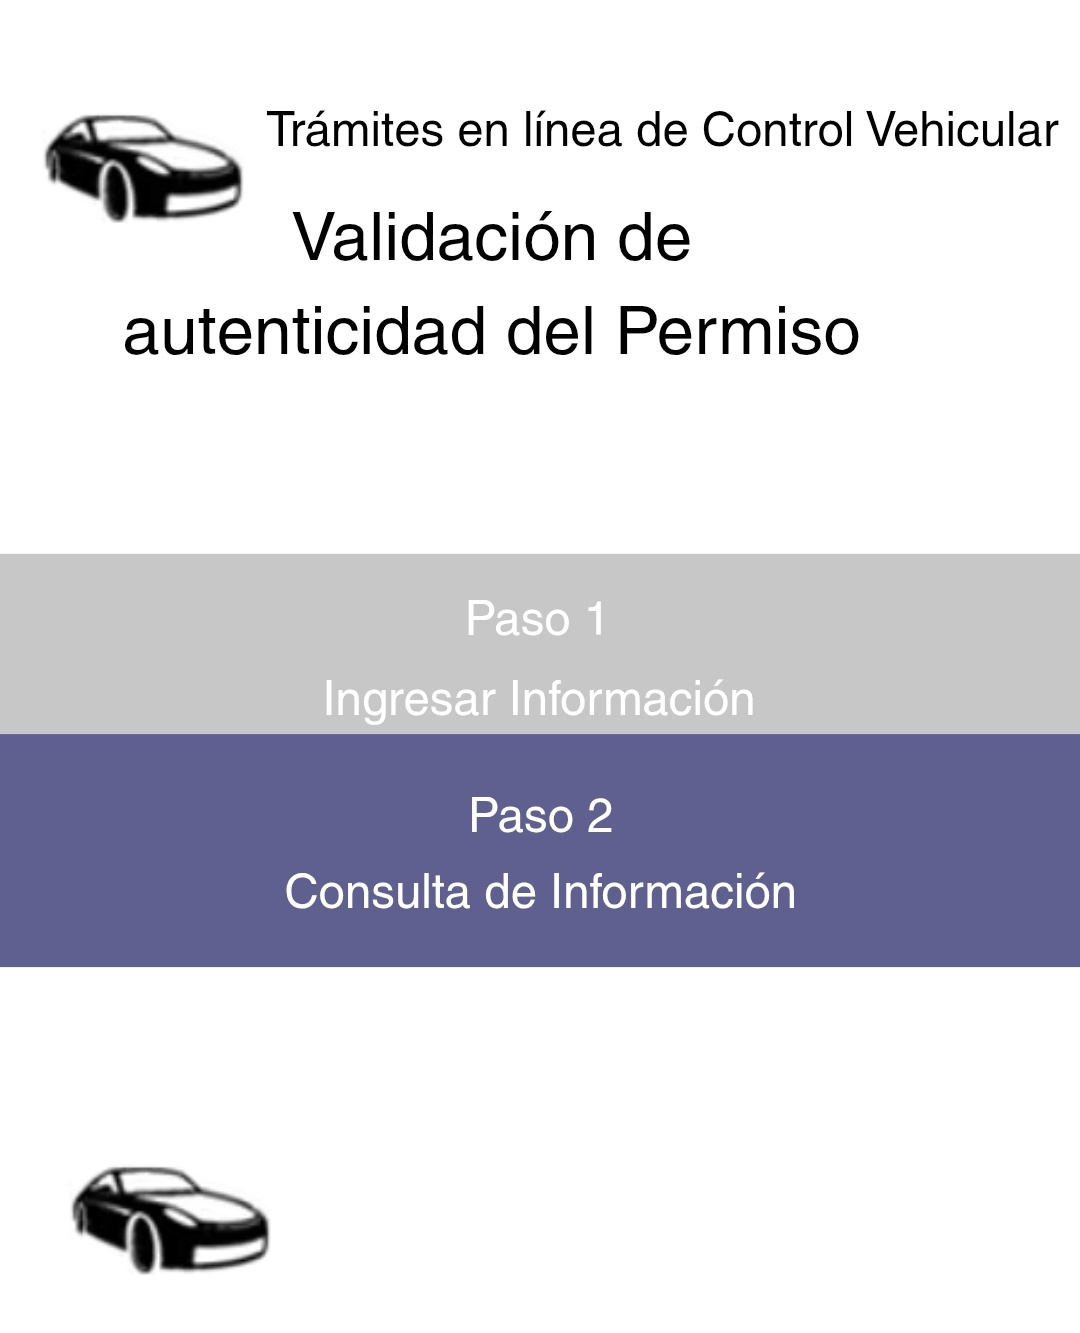 Trámites en línea de Control Vehicular
Validación de
autenticidad del Permiso
Paso 1
Ingresar Información
Paso 2
Consulta de Información